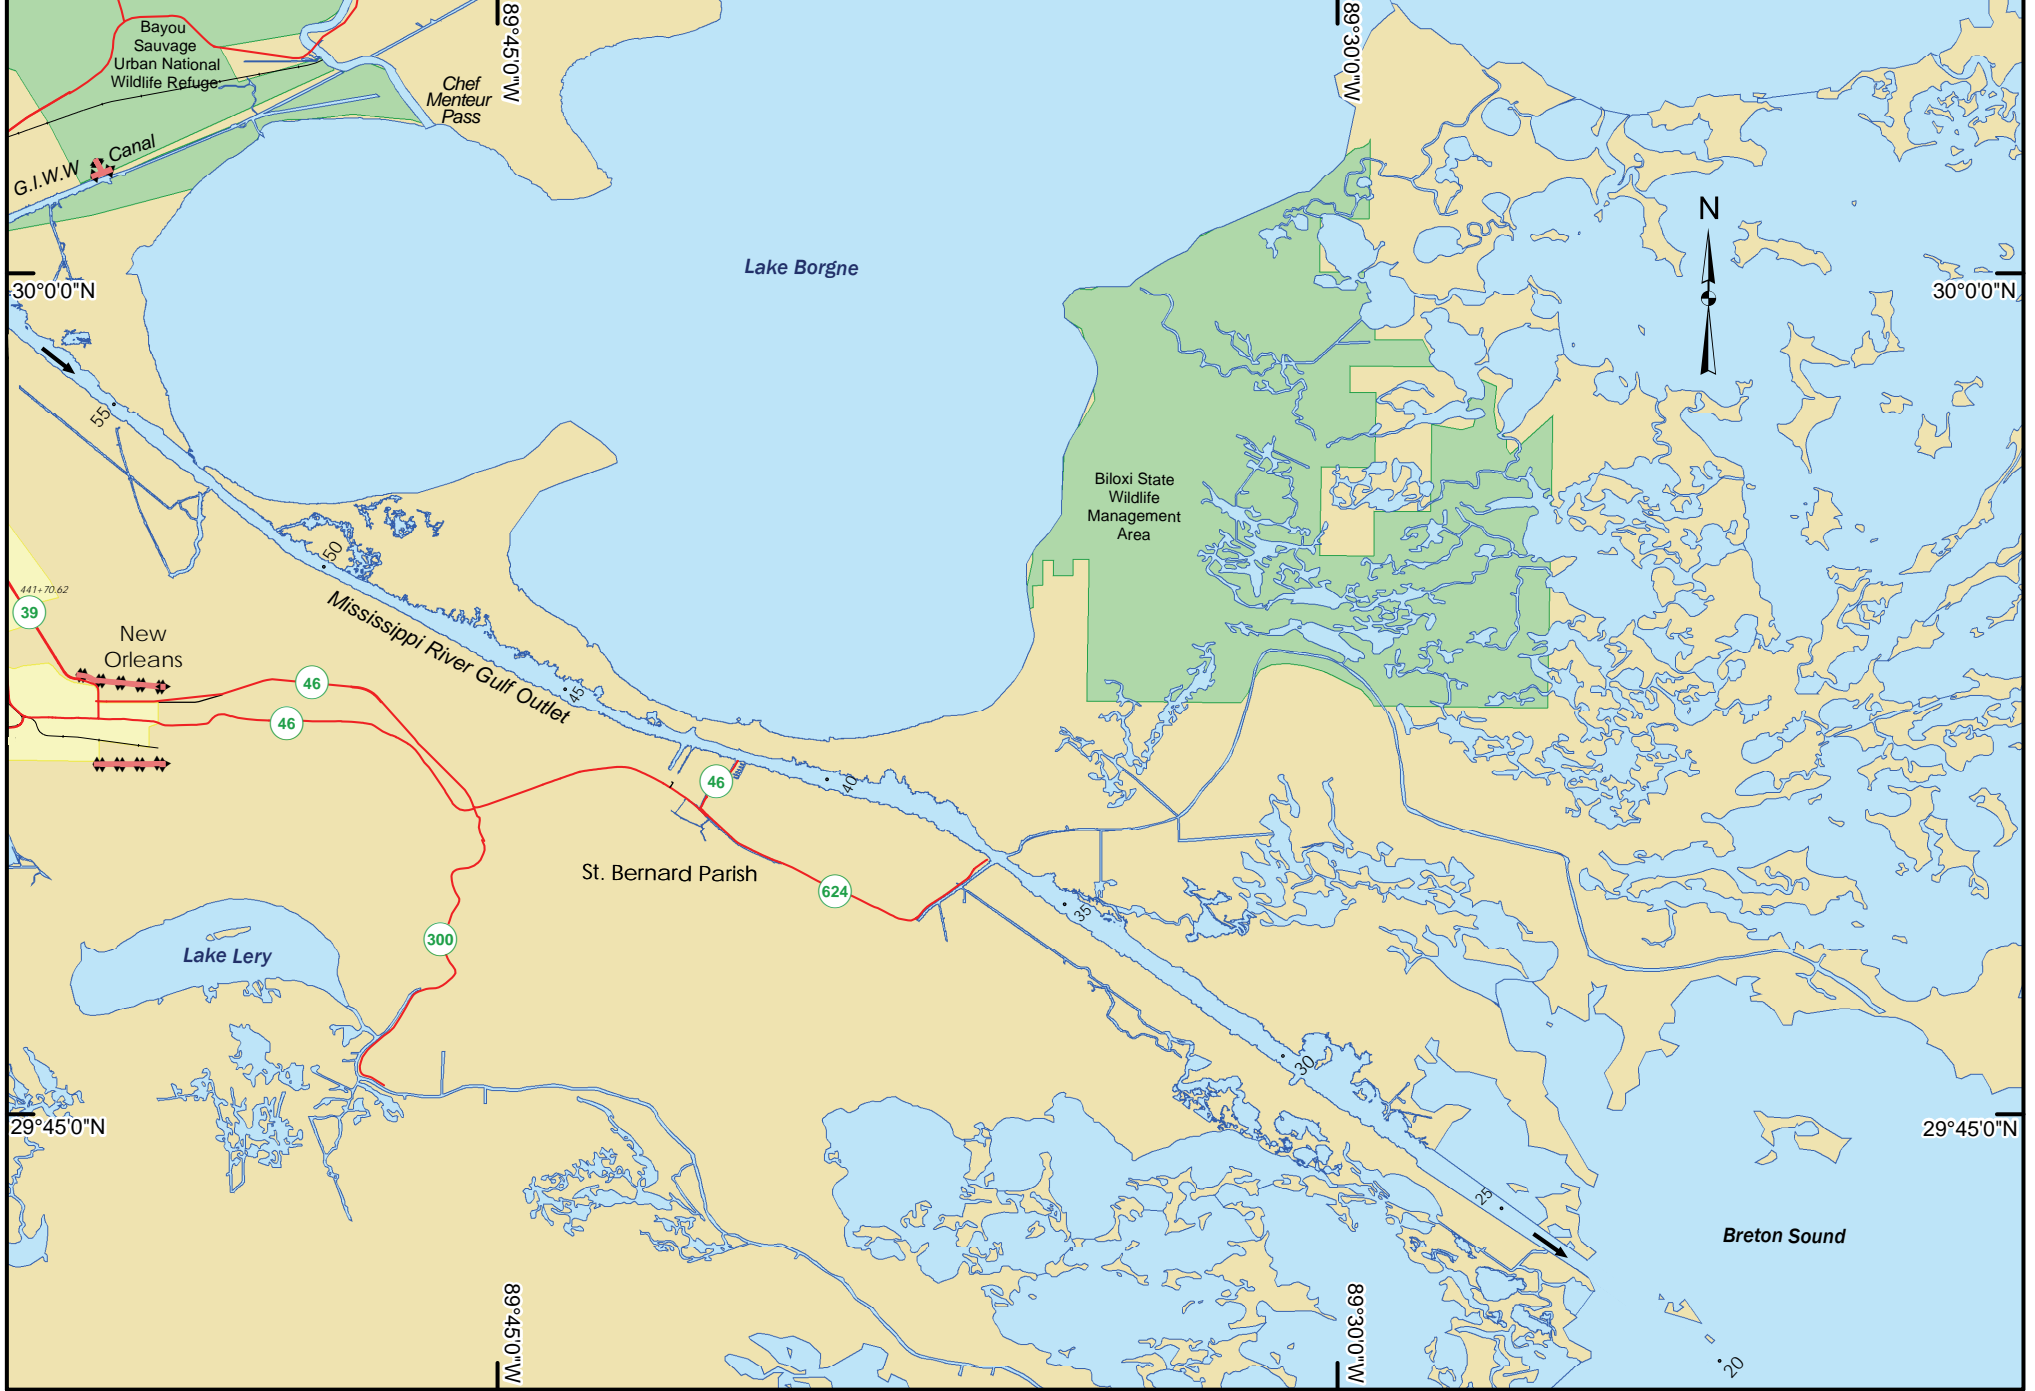 Bayou
Sauvage
Urban National
Wildlife Refuge
89°45'0"W
89°30'0"W
Chef
Menteur
Pass
G.I.W.W Canal
N
Lake Borgne
30°0'0"N
30°0'0"N
55
Biloxi State
Wildlife
Management
Area
50
441+70.62
39
Mississippi River Gulf Outlet
New
Orleans
46
45
46
46
40
St. Bernard Parish
624
35
300
Lake Lery
30
29°45'0"N
29°45'0"N
25
Breton Sound
89°45'0"W
89°30'0"W
20